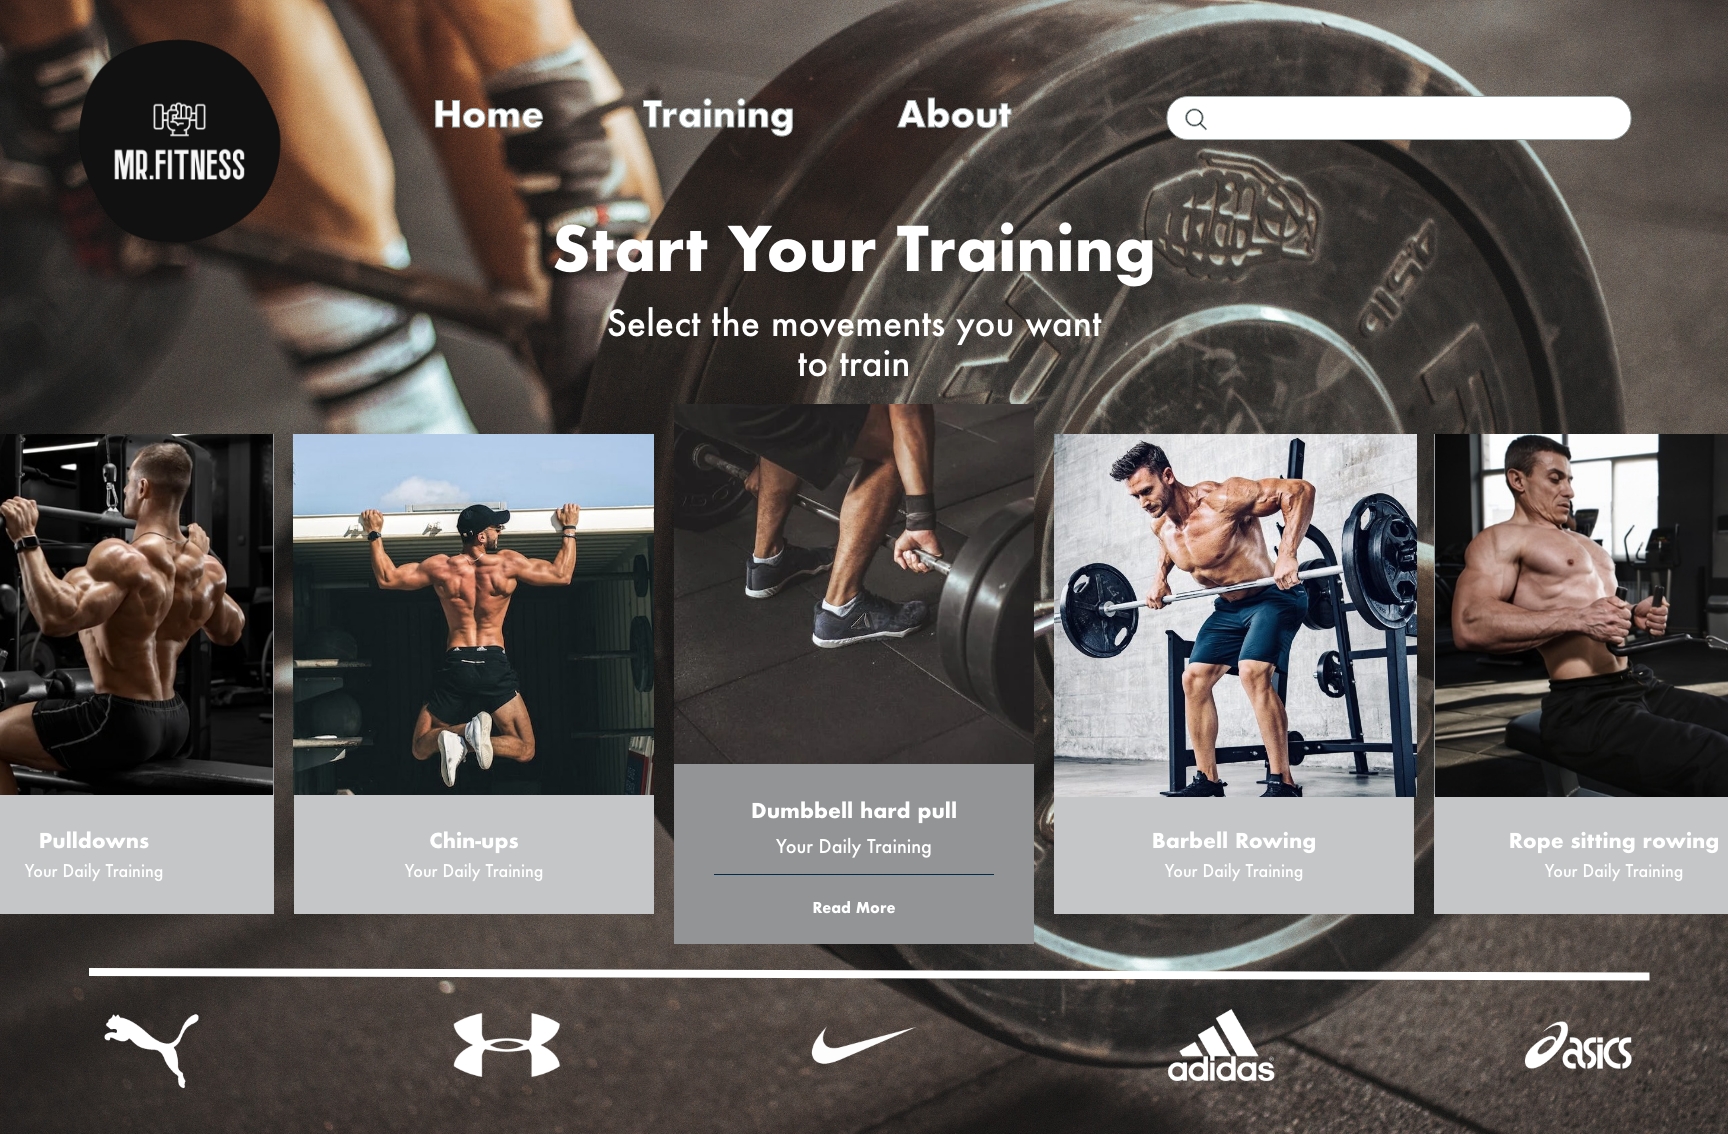 MR.FITNESS
Home
Training
About
Start Your Training
Select the movements you want
to train
Pulldowns
Your Daily Training
Chin-ups
Your Daily Training
Dumbbell hard pull
Your Daily Training
Read More
Barbell Rowing
Your Daily Training
Rope sitting rowing
Your Daily Training
adidas
asics